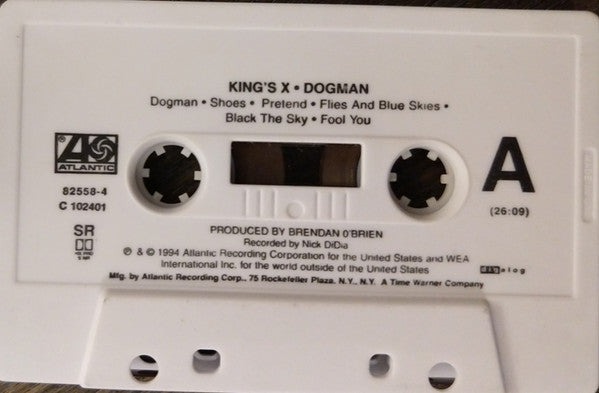 KING'S X • DOGMAN
Dogman • Shoes • Pretend • Flies And Blue Skies •
Black The Sky • Fool You
ATLANTIC
82558-4
C 102401
SR
A
(26:09)
PRODUCED BY BRENDAN O'BRIEN
Recorded by Nick DiDia
℗ & © 1994 Atlantic Recording Corporation for the United States and WEA
International Inc. for the world outside of the United States
digalog
Mfg. by Atlantic Recording Corp., 75 Rockefeller Plaza, N.Y., N.Y. A Time Warner Company